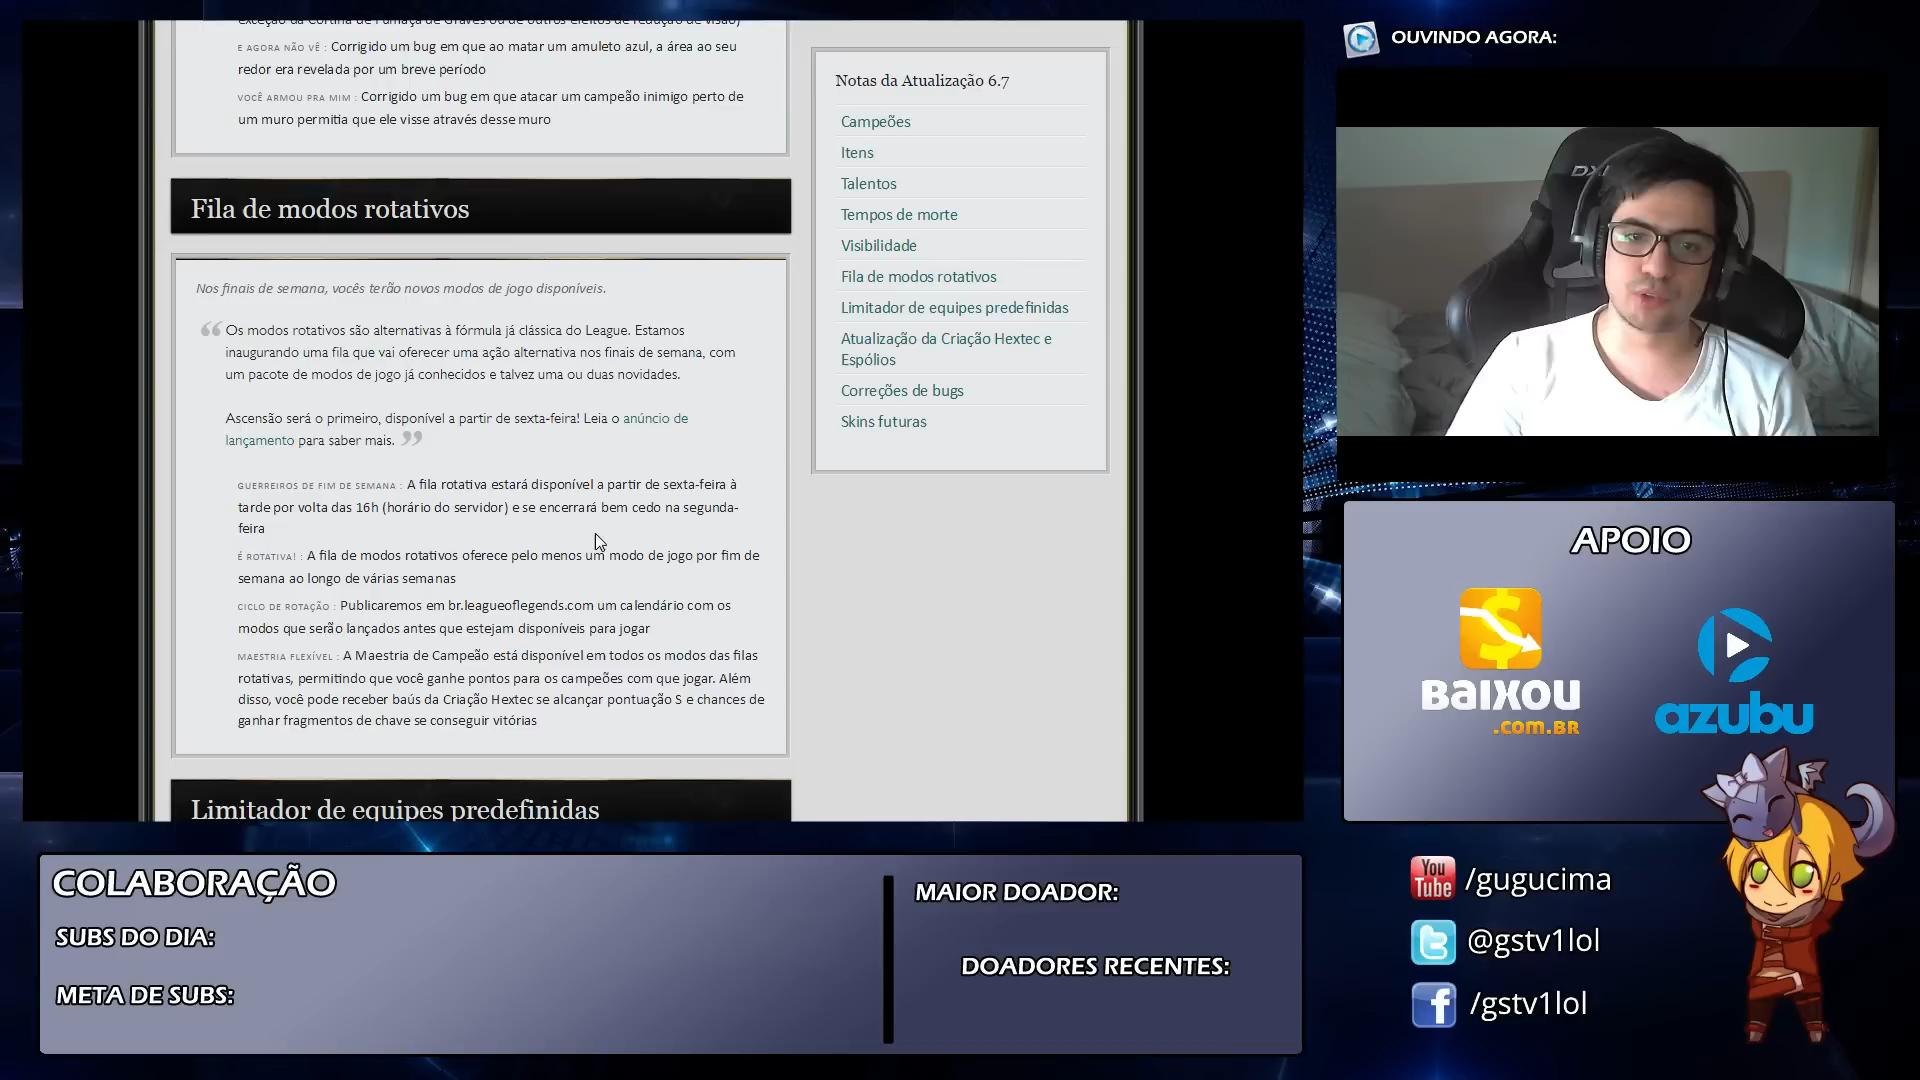 exceção da Cortina de Fumaça de Graves ou de outros efeitos de redução de visão)
E AGORA NÃO VÊ : Corrigido um bug em que ao matar um amuleto azul, a área ao seu
redor era revelada por um breve período
VOCÊ ARMOU PRA MIM : Corrigido um bug em que atacar um campeão inimigo perto de
um muro permitia que ele visse através desse muro
Fila de modos rotativos
Nos finais de semana, vocês terão novos modos de jogo disponíveis.
“ Os modos rotativos são alternativas à fórmula já clássica do League. Estamos
inaugurando uma fila que vai oferecer uma ação alternativa nos finais de semana, com
um pacote de modos de jogo já conhecidos e talvez uma ou duas novidades.
Ascensão será o primeiro, disponível a partir de sexta-feira! Leia o anúncio de
lançamento para saber mais. ”
GUERREIROS DE FIM DE SEMANA : A fila rotativa estará disponível a partir de sexta-feira à
tarde por volta das 16h (horário do servidor) e se encerrará bem cedo na segunda-
feira
É ROTATIVA! : A fila de modos rotativos oferece pelo menos um modo de jogo por fim de
semana ao longo de várias semanas
CICLO DE ROTAÇÃO : Publicaremos em br.leagueoflegends.com um calendário com os
modos que serão lançados antes que estejam disponíveis para jogar
MAESTRIA FLEXÍVEL : A Maestria de Campeão está disponível em todos os modos das filas
rotativas, permitindo que você ganhe pontos para os campeões com que jogar. Além
disso, você pode receber baús da Criação Hextec se alcançar pontuação S e chances de
ganhar fragmentos de chave se conseguir vitórias
Limitador de equipes predefinidas
Notas da Atualização 6.7
Campeões
Itens
Talentos
Tempos de morte
Visibilidade
Fila de modos rotativos
Limitador de equipes predefinidas
Atualização da Criação Hextec e
Espólios
Correções de bugs
Skins futuras
OUVINDO AGORA:
APOIO
BAIXOU
.COM.BR
azubu
COLABORAÇÃO
SUBS DO DIA:
META DE SUBS:
MAIOR DOADOR:
DOADORES RECENTES:
You
Tube
/gugucima
@gstv1lol
/gstv1lol